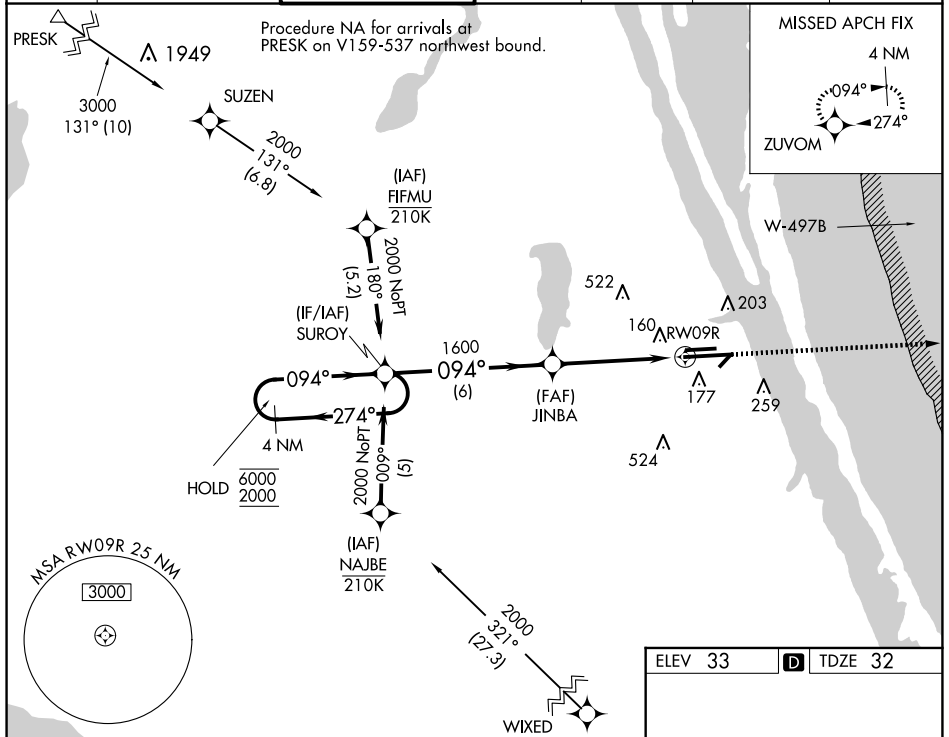 Procedure NA for arrivals at
PRESK on V159-537 northwest bound.
MISSED APCH FIX
4 NM
094°
274°
ZUVOM
PRESK
1949
3000
131° (10)
SUZEN
2000
131°
(6.8)
(IAF)
FIFMU
210K
2000 NoPT
180°
(5.2)
W-497B
(IF/IAF)
SUROY
522
203
160
RW09R
094°
1600
094°
(6)
(FAF)
JINBA
177
259
274°
4 NM
HOLD
6000
2000
2000 NoPT
009°
(5)
524
(IAF)
NAJBE
210K
MSA RW09R 25 NM
3000
2000
321°
(27.3)
WIXED
ELEV 33
D
TDZE 32